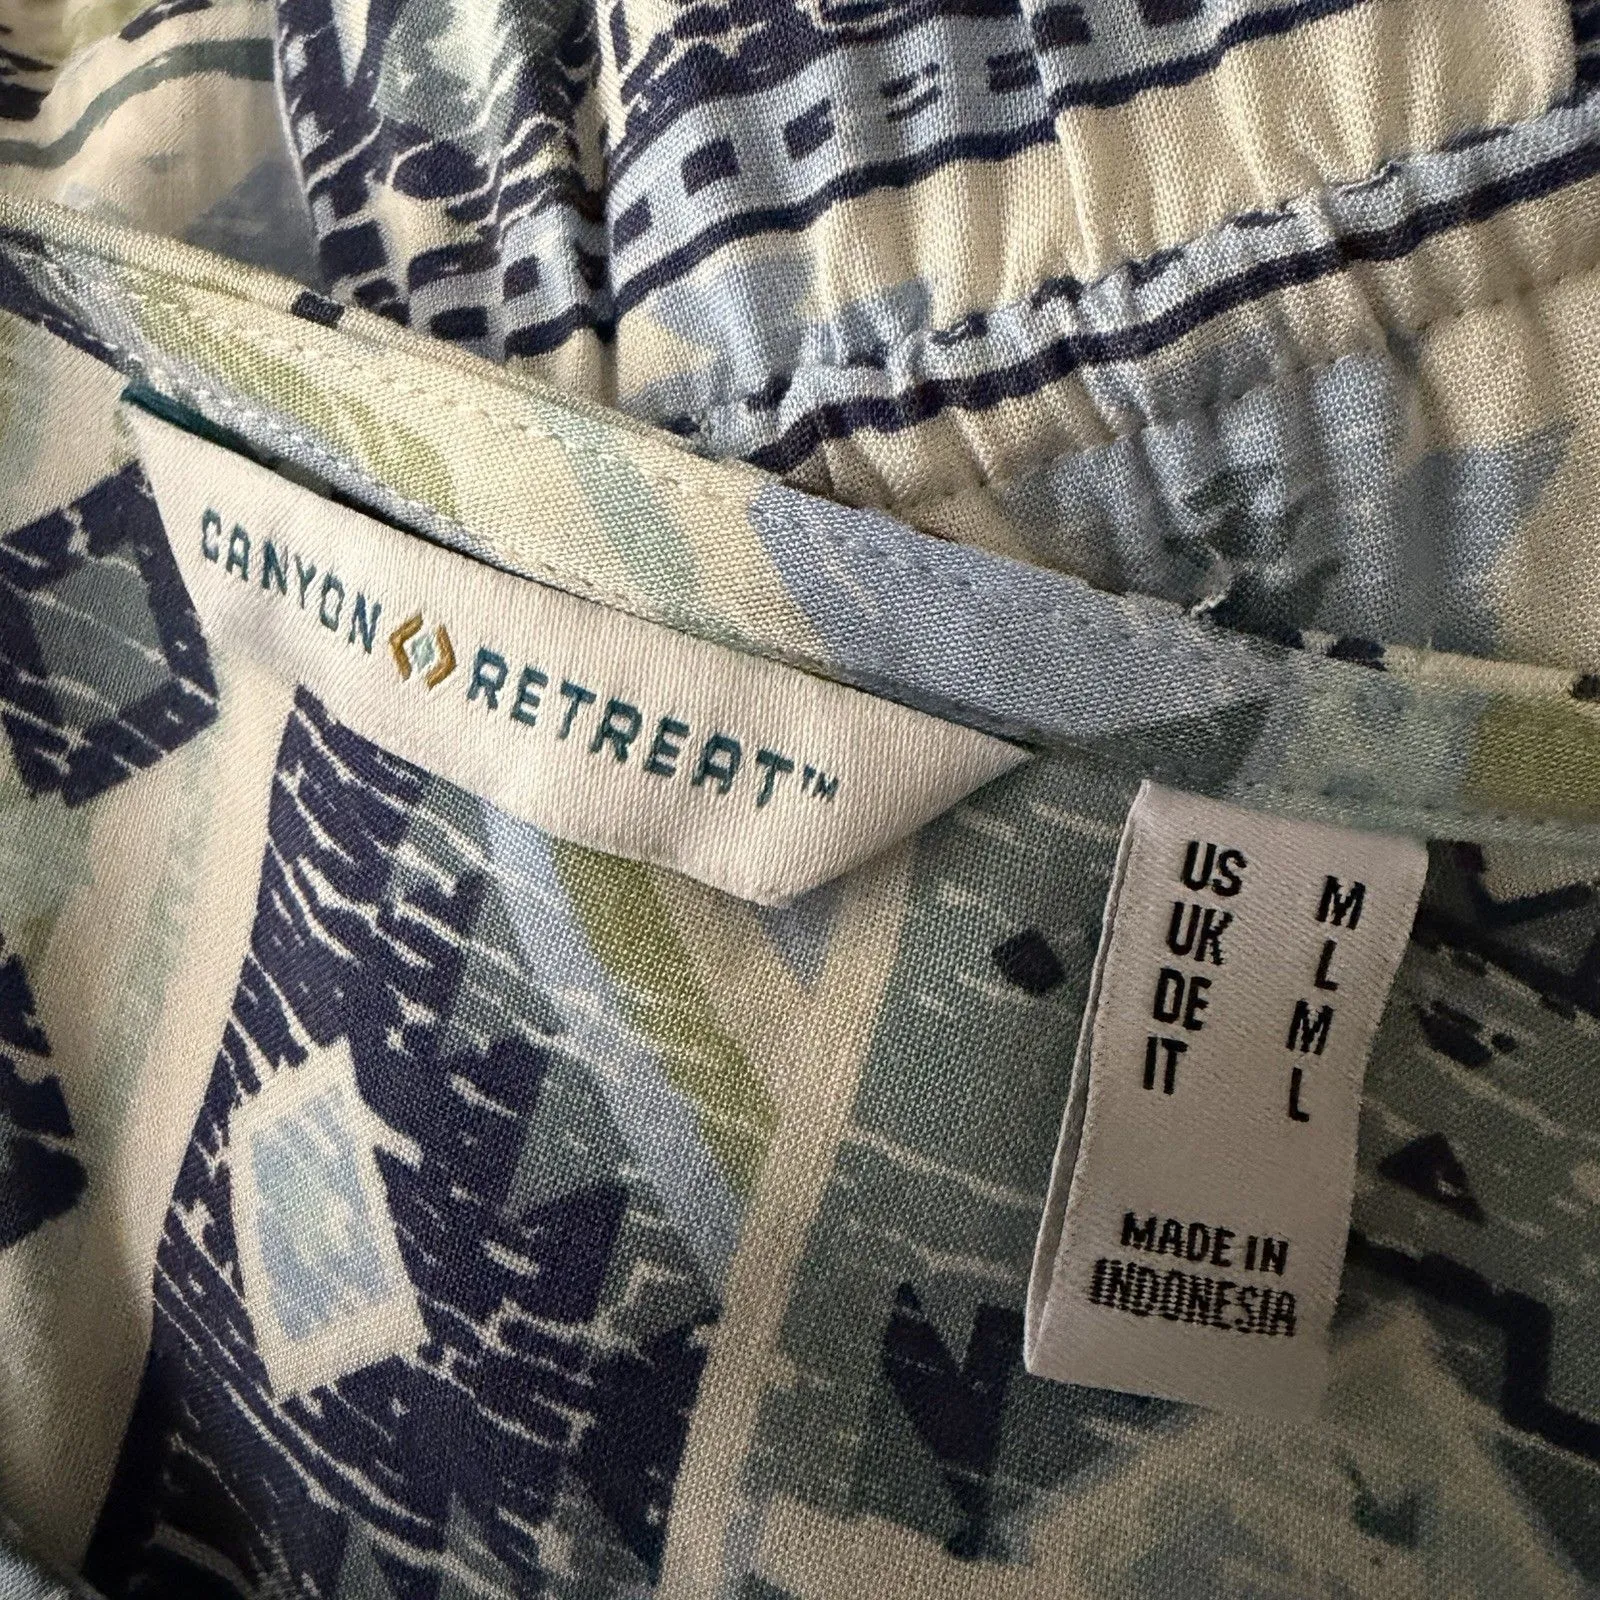 CANYON RETREAT™
US M
UK L
DE M
IT L
MADE IN
INDONESIA